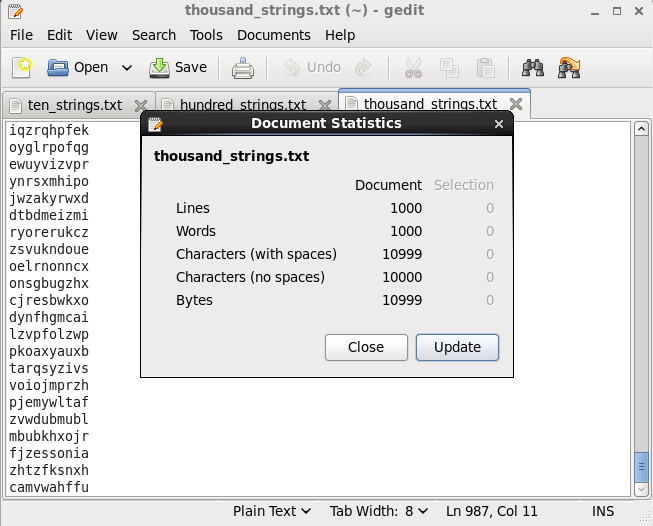 thousand_strings.txt (~) - gedit
File Edit View Search Tools Documents Help
Open Save Undo
ten_strings.txt hundred_strings.txt thousand_strings.txt
iqzrqhpfek
oyglrpofqg
ewuyvizvpr
ynrsxmhipo
jwzakyrwxd
dtbdmeizmi
ryorerukcz
zsvukndoue
oelrnonncx
onsgbugzhx
cjresbwkxo
dynfhgmcai
lzvpfolzwp
pkoaxyauxb
tarqsyzivs
voiojmprzh
pjemywltaf
zvwdubmubl
mbubkhxojr
fjzessonia
zhtzfksnxh
camvwahffu
Document Statistics
thousand_strings.txt
Document Selection
Lines 1000 0
Words 1000 0
Characters (with spaces) 10999 0
Characters (no spaces) 10000 0
Bytes 10999 0
Close Update
Plain Text Tab Width: 8 Ln 987, Col 11 INS